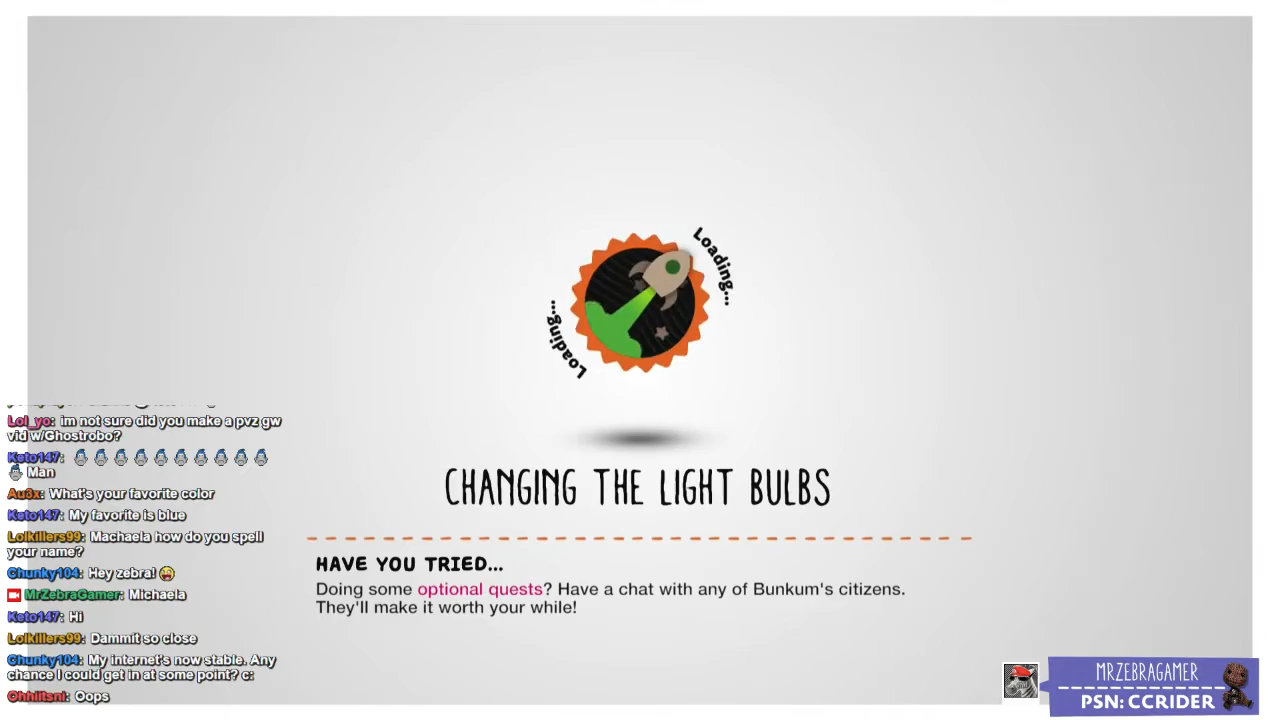 Loading...
Loading...
CHANGING THE LIGHT BULBS
HAVE YOU TRIED...
Doing some optional quests? Have a chat with any of Bunkum's citizens.
They'll make it worth your while!
Lol_yo: im not sure did you make a pvz gw
vid w/Ghostrobo?
Keto147:
Man
Au3x: What's your favorite color
Keto147: My favorite is blue
Lolkillers99: Machaela how do you spell
your name?
Chunky104: Hey zebra!
MrZebraGamer: Michaela
Keto147: Hi
Lolkillers99: Dammit so close
Chunky104: My internet's now stable. Any
chance I could get in at some point? c:
Ohhiitsni: Oops
MRZEBRAGAMER
PSN: CCRIDER